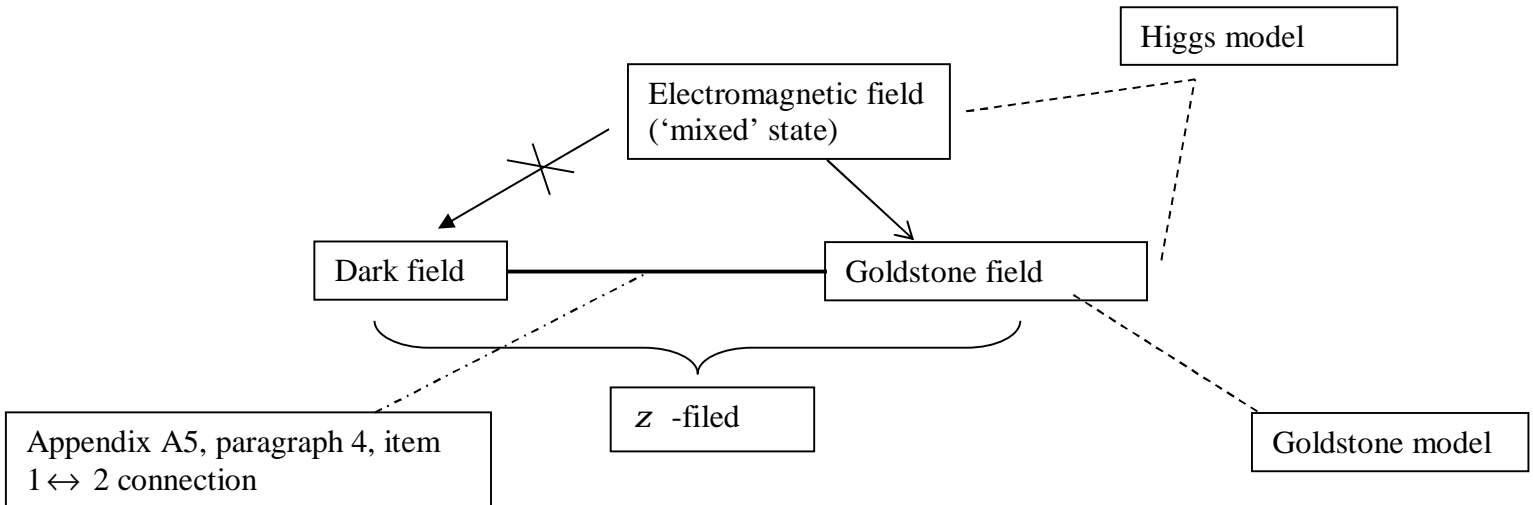 Higgs model
Electromagnetic field
(‘mixed’ state)
Dark field
Goldstone field
z -filed
Appendix A5, paragraph 4, item
1↔ 2 connection
Goldstone model